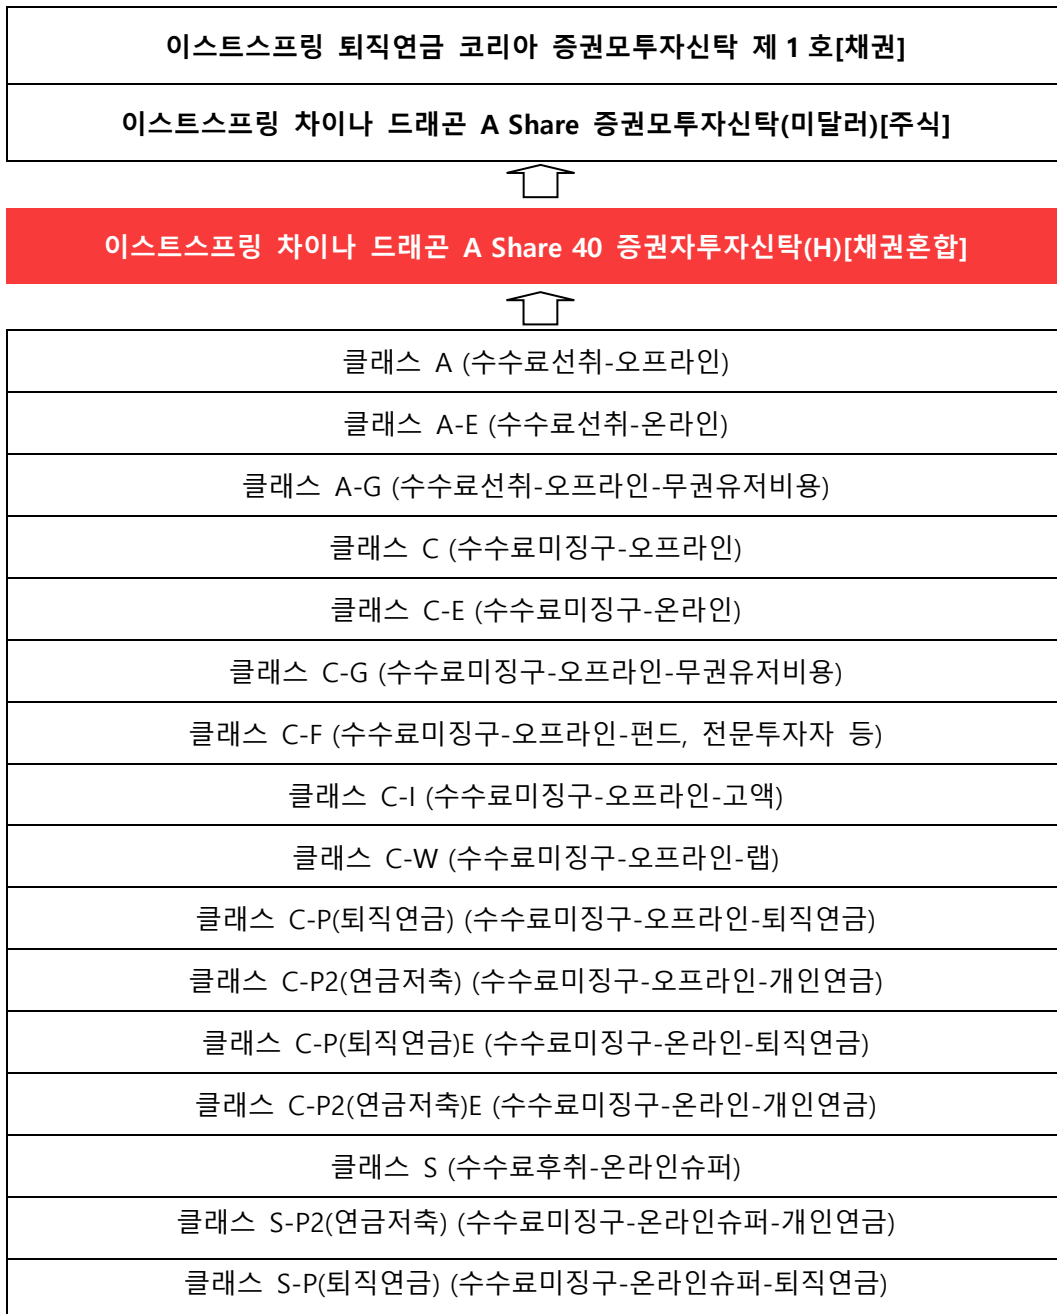 이스트스프링 퇴직연금 코리아 증권모투자신탁 제 1 호[채권]
이스트스프링 차이나 드래곤 A Share 증권모투자신탁(미달러)[주식]
이스트스프링 차이나 드래곤 A Share 40 증권자투자신탁(H)[채권혼합]
클래스 A (수수료선취-오프라인)
클래스 A-E (수수료선취-온라인)
클래스 A-G (수수료선취-오프라인-무권유저비용)
클래스 C (수수료미징구-오프라인)
클래스 C-E (수수료미징구-온라인)
클래스 C-G (수수료미징구-오프라인-무권유저비용)
클래스 C-F (수수료미징구-오프라인-펀드, 전문투자자 등)
클래스 C-I (수수료미징구-오프라인-고액)
클래스 C-W (수수료미징구-오프라인-랩)
클래스 C-P(퇴직연금) (수수료미징구-오프라인-퇴직연금)
클래스 C-P2(연금저축) (수수료미징구-오프라인-개인연금)
클래스 C-P(퇴직연금)E (수수료미징구-온라인-퇴직연금)
클래스 C-P2(연금저축)E (수수료미징구-온라인-개인연금)
클래스 S (수수료후취-온라인슈퍼)
클래스 S-P2(연금저축) (수수료미징구-온라인슈퍼-개인연금)
클래스 S-P(퇴직연금) (수수료미징구-온라인슈퍼-퇴직연금)